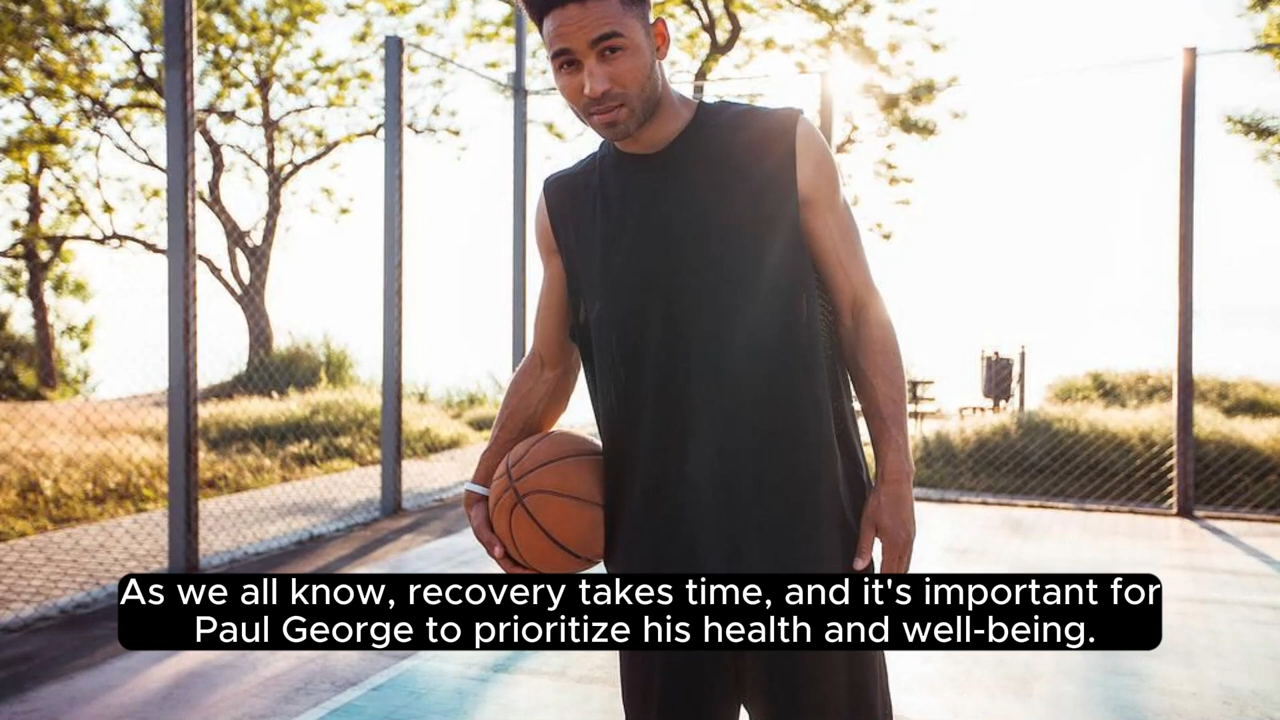 As we all know, recovery takes time, and it's important for
Paul George to prioritize his health and well-being.